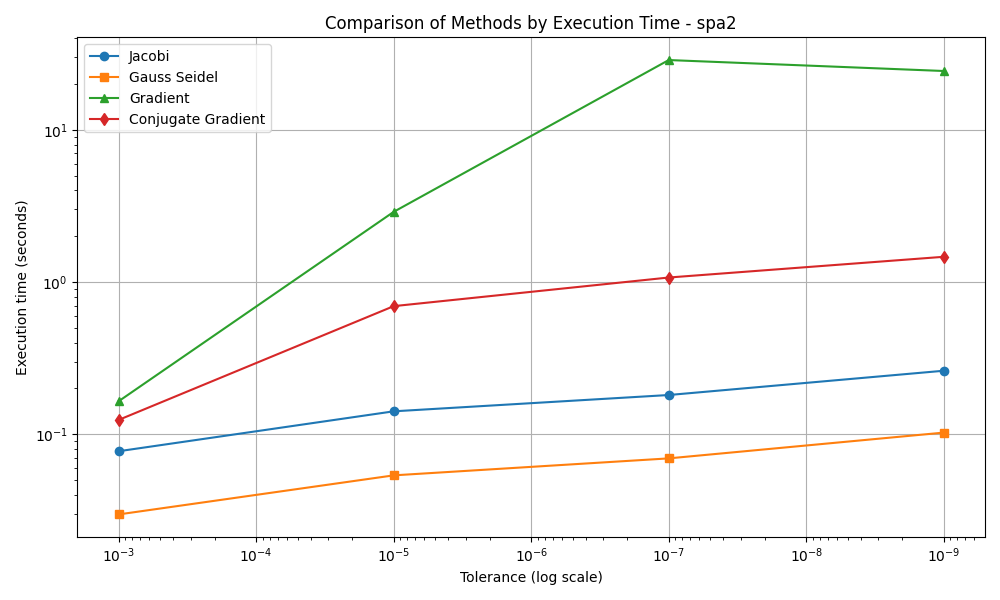 Comparison of Methods by Execution Time - spa2
Jacobi
Gauss Seidel
Gradient
Conjugate Gradient
Execution time (seconds)
10¹
10⁰
10⁻¹
10⁻³ 10⁻⁴ 10⁻⁵ 10⁻⁶ 10⁻⁷ 10⁻⁸ 10⁻⁹
Tolerance (log scale)